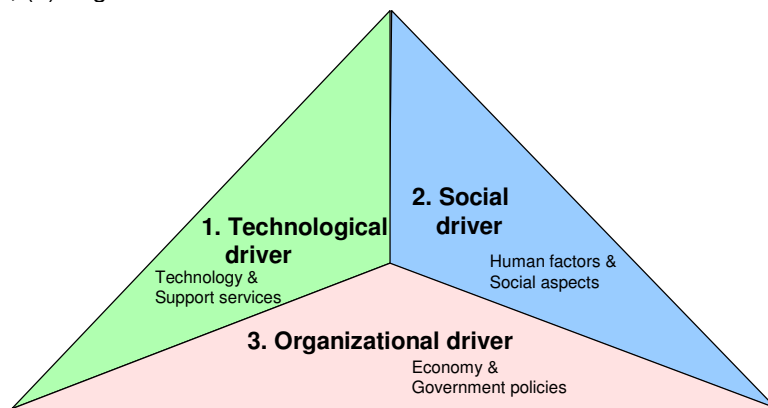 1. Technological
driver
Technology &
Support services
2. Social
driver
Human factors &
Social aspects
3. Organizational driver
Economy &
Government policies